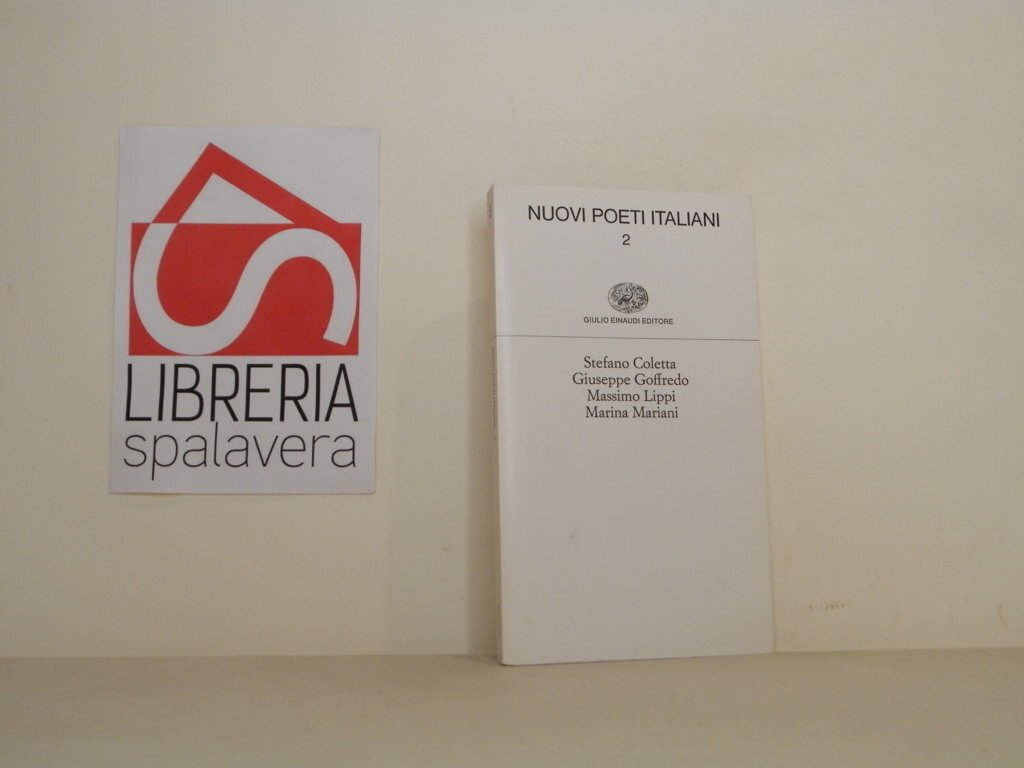 LIBRERIA
spalavera
NUOVI POETI ITALIANI
2
GIULIO EINAUDI EDITORE
Stefano Coletta
Giuseppe Goffredo
Massimo Lippi
Marina Mariani